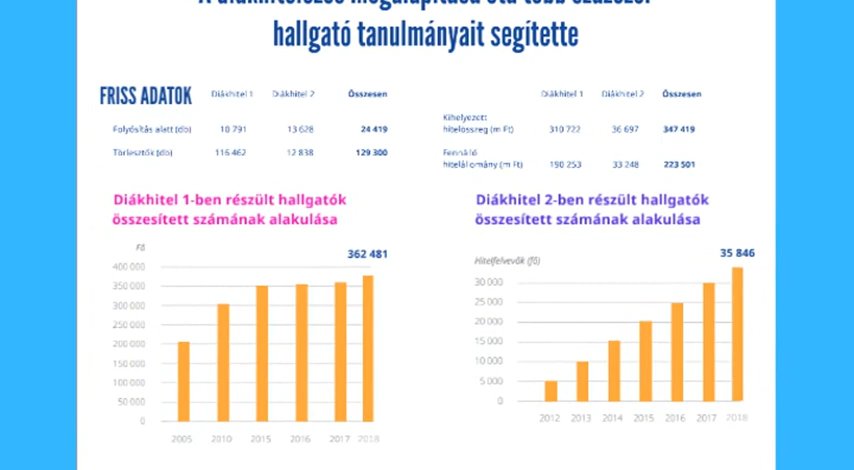 A diákhitelezés megalapítása óta több százezer
hallgató tanulmányait segítette
FRISS ADATOK
Diákhitel 1 Diákhitel 2 Összesen
Folyósítás alatt (db) 10 791 13 628 24 419
Törlesztők (db) 116 462 12 838 129 300
Diákhitel 1 Diákhitel 2 Összesen
Kihelyezett
hitelösszeg (m Ft) 310 722 36 697 347 419
Fennálló
hitelállomány (m Ft) 190 253 33 248 223 501
Diákhitel 1-ben részült hallgatók
összesített számának alakulása
Fő
362 481
400 000
350 000
300 000
250 000
200 000
150 000
100 000
50 000
0
2005 2010 2015 2016 2017 2018
Diákhitel 2-ben részült hallgatók
összesített számának alakulása
Hitelfelvevők (fő)
35 846
30 000
25 000
20 000
15 000
10 000
5 000
0
2012 2013 2014 2015 2016 2017 2018